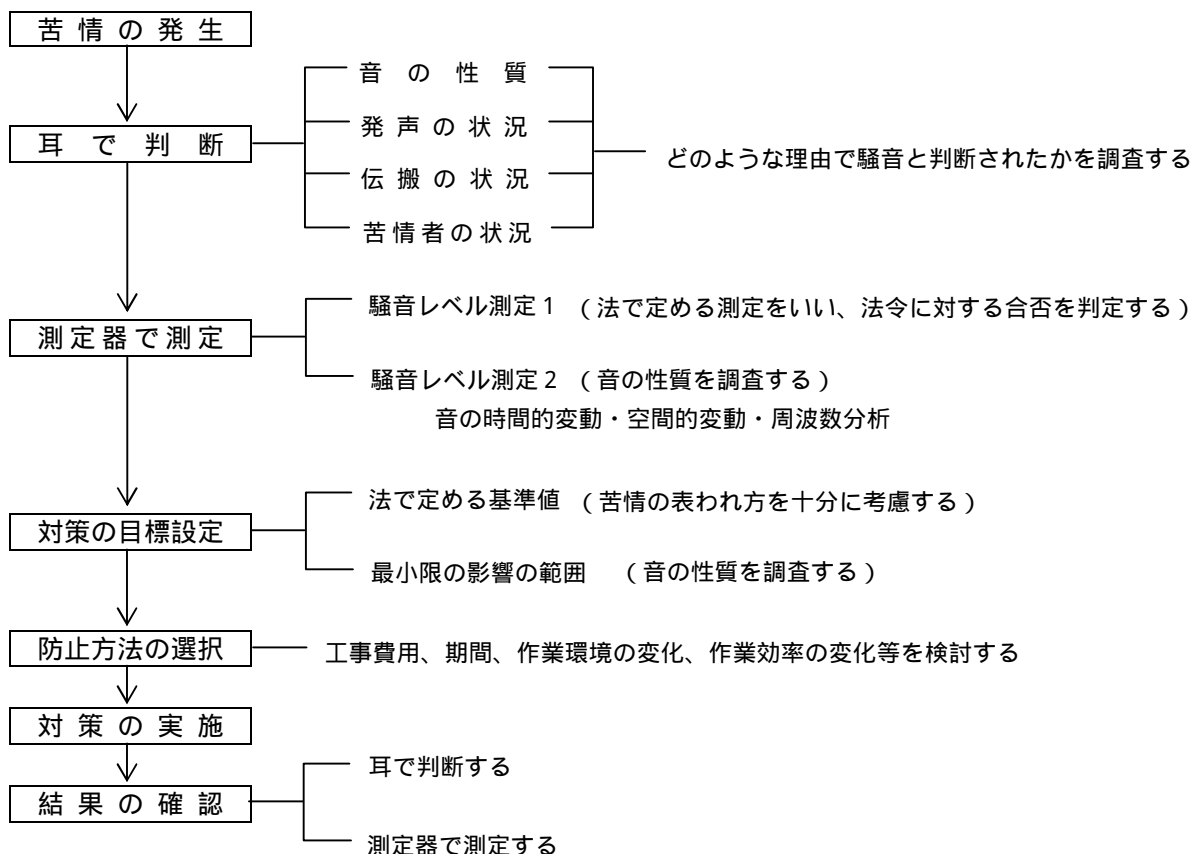 苦情の発生
音の性質
発声の状況
耳で判断
どのような理由で騒音と判断されたかを調査する
伝搬の状況
苦情者の状況
騒音レベル測定1 (法で定める測定をいい、法令に対する合否を判定する)
測定器で測定
騒音レベル測定2 (音の性質を調査する)
音の時間的変動・空間的変動・周波数分析
法で定める基準値 (苦情の表われ方を十分に考慮する)
対策の目標設定
最小限の影響の範囲 (音の性質を調査する)
防止方法の選択
工事費用、期間、作業環境の変化、作業効率の変化等を検討する
対策の実施
耳で判断する
結果の確認
測定器で測定する